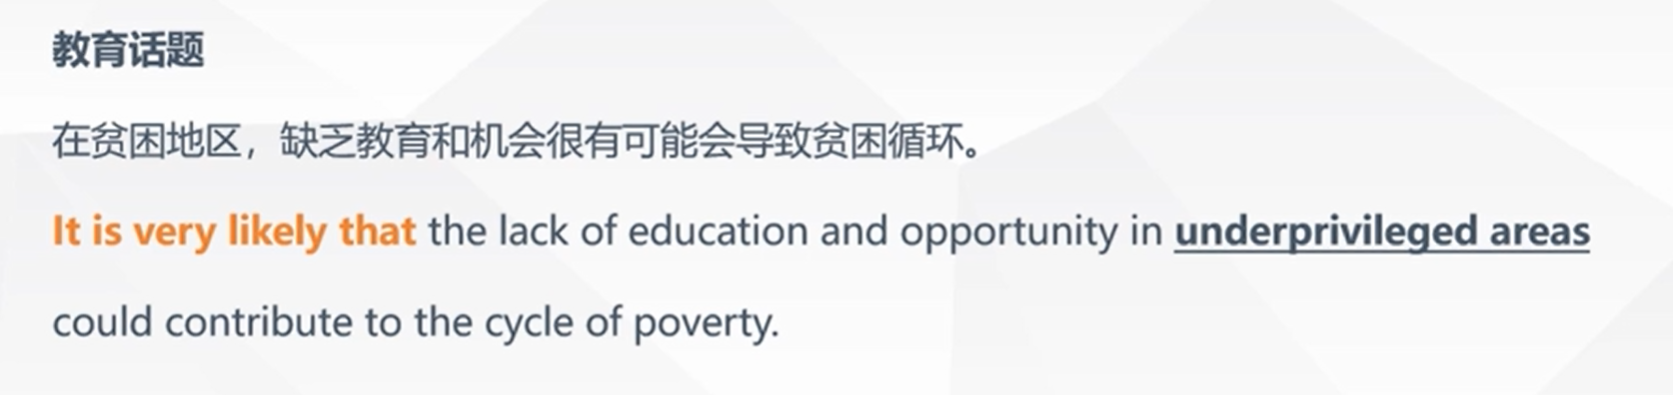 教育话题
在贫困地区，缺乏教育和机会很有可能会导致贫困循环。
It is very likely that the lack of education and opportunity in underprivileged areas
could contribute to the cycle of poverty.